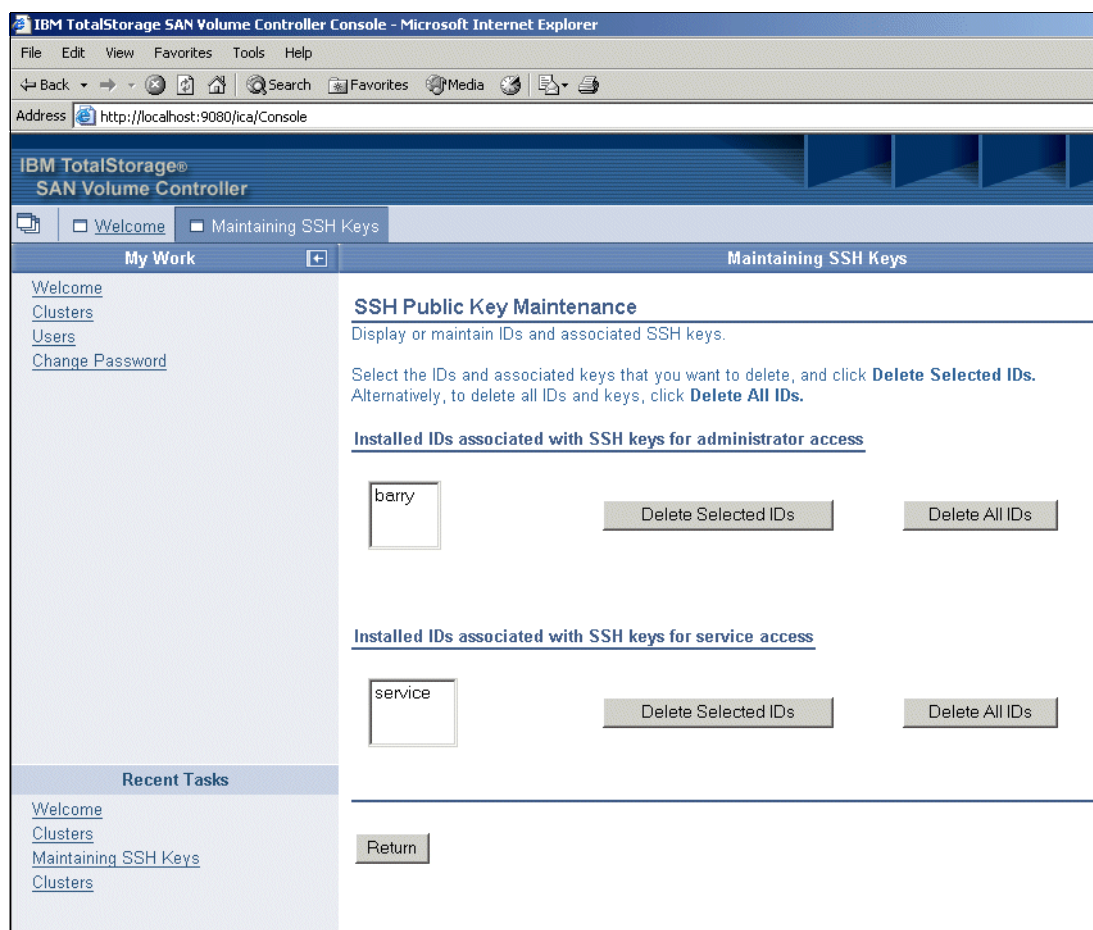 IBM TotalStorage SAN Volume Controller Console - Microsoft Internet Explorer
File Edit View Favorites Tools Help
Back Search Favorites Media
Address http://localhost:9080/ica/Console
IBM TotalStorage®
SAN Volume Controller
Welcome Maintaining SSH Keys
My Work
Welcome
Clusters
Users
Change Password
Recent Tasks
Welcome
Clusters
Maintaining SSH Keys
Clusters
Maintaining SSH Keys
SSH Public Key Maintenance
Display or maintain IDs and associated SSH keys.
Select the IDs and associated keys that you want to delete, and click Delete Selected IDs.
Alternatively, to delete all IDs and keys, click Delete All IDs.
Installed IDs associated with SSH keys for administrator access
barry Delete Selected IDs Delete All IDs
Installed IDs associated with SSH keys for service access
service Delete Selected IDs Delete All IDs
Return